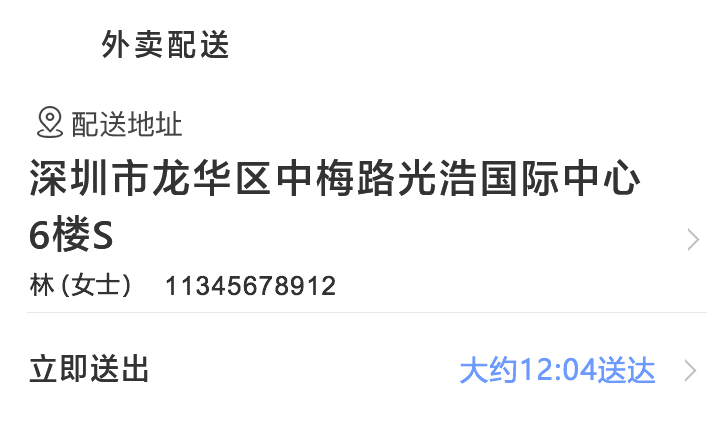 外卖配送
配送地址
深圳市龙华区中梅路光浩国际中心
6楼S
林(女士) 11345678912
立即送出 大约12:04送达